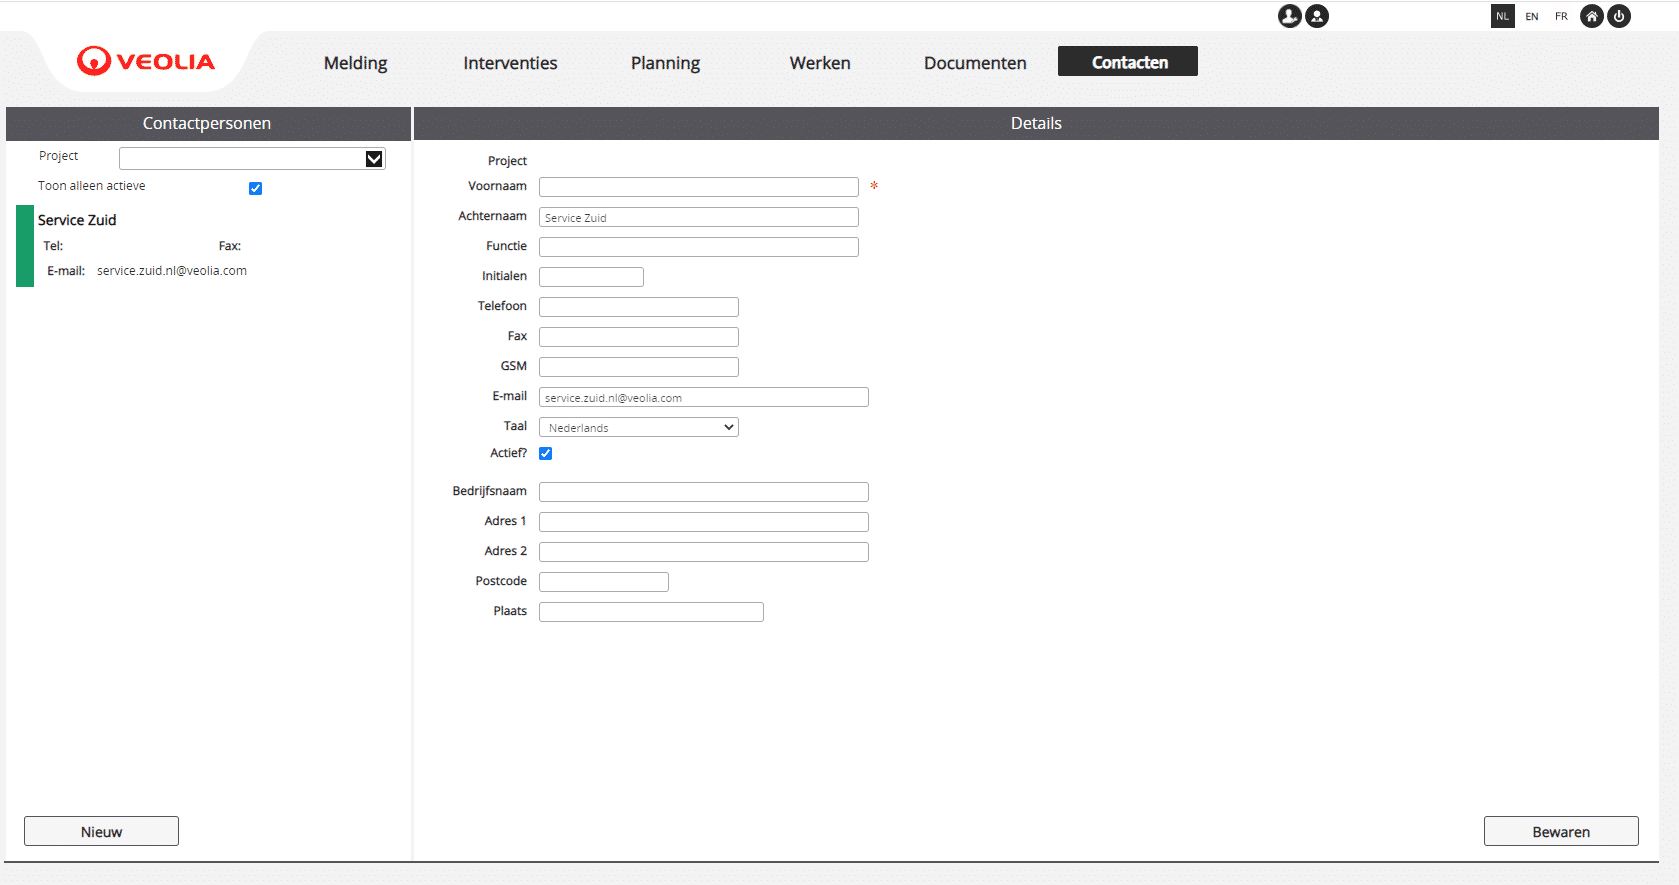 NL EN FR
VEOLIA
Melding Interventies Planning Werken Documenten Contacten
Contactpersonen
Project
Toon alleen actieve
Service Zuid
Tel: Fax:
E-mail: service.zuid.nl@veolia.com
Nieuw
Details
Project
Voornaam *
Achternaam Service Zuid
Functie
Initialen
Telefoon
Fax
GSM
E-mail service.zuid.nl@veolia.com
Taal Nederlands
Actief?
Bedrijfsnaam
Adres 1
Adres 2
Postcode
Plaats
Bewaren